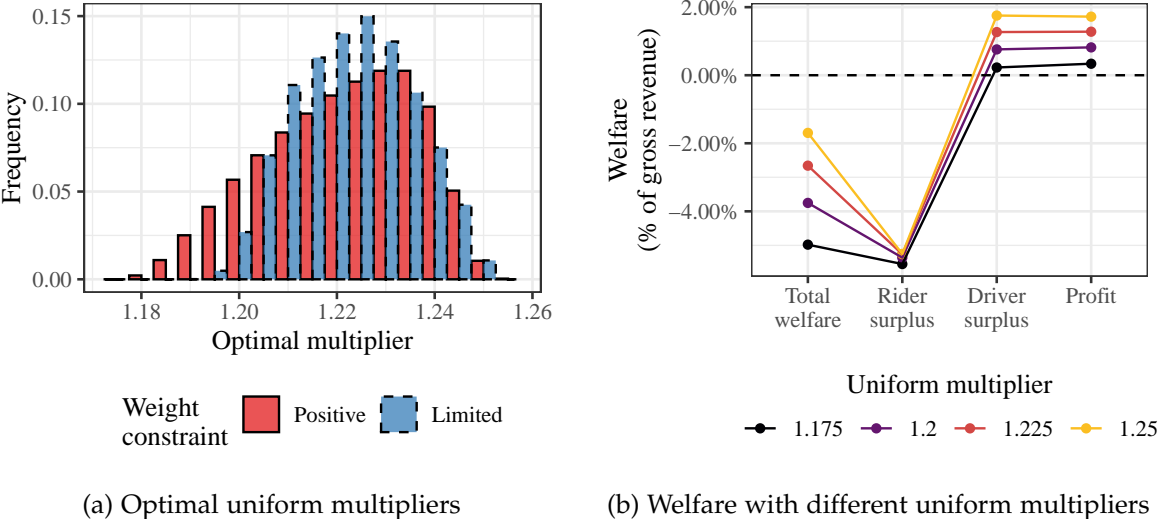 0.15
0.10
0.05
0.00
Frequency
1.18
1.20
1.22
1.24
1.26
Optimal multiplier
Weight
constraint
Positive
Limited
(a) Optimal uniform multipliers
2.00%
0.00%
−2.00%
−4.00%
Welfare
(% of gross revenue)
Total
welfare
Rider
surplus
Driver
surplus
Profit
Uniform multiplier
1.175
1.2
1.225
1.25
(b) Welfare with different uniform multipliers